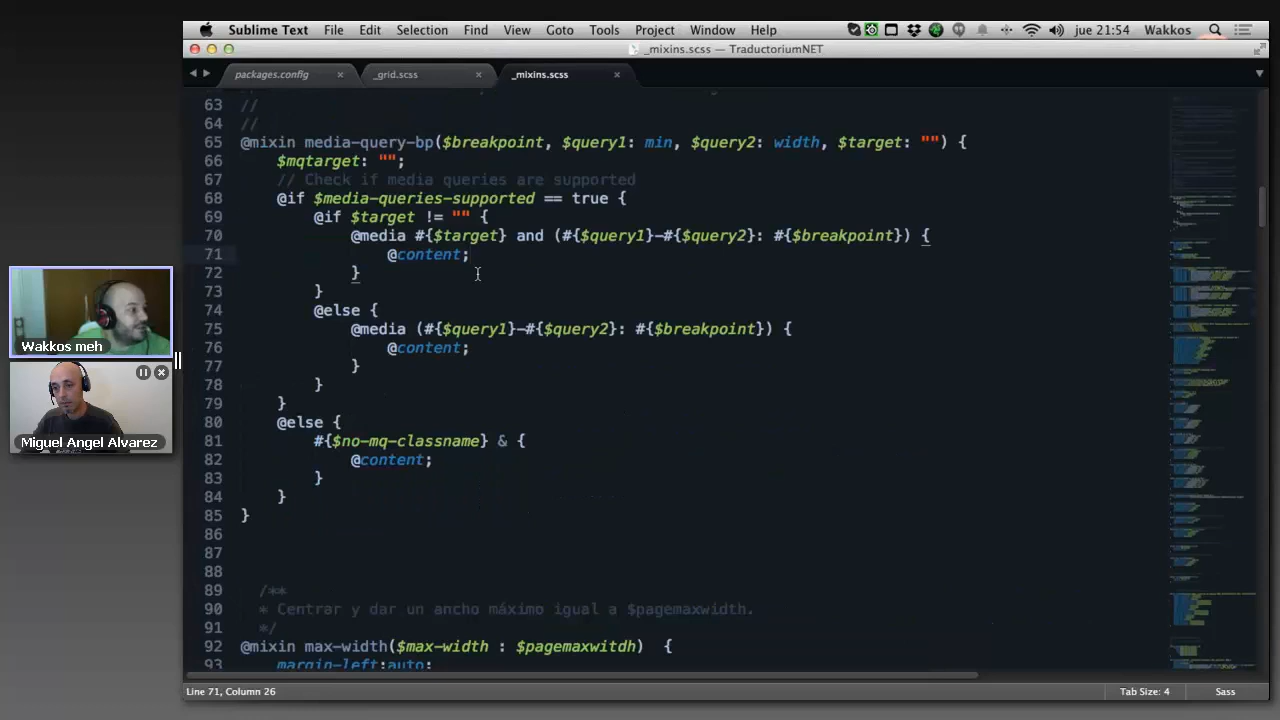 Sublime Text File Edit Selection Find View Goto Tools Project Window Help jue 21:54 Wakkos
_mixins.scss — TraductoriumNET
packages.config
_grid.scss
_mixins.scss
63 //
64 //
65 @mixin media-query-bp($breakpoint, $query1: min, $query2: width, $target: "") {
66 $mqtarget: "";
67 // Check if media queries are supported
68 @if $media-queries-supported == true {
69 @if $target != "" {
70 @media #{$target} and (#{$query1}-#{$query2}: #{$breakpoint}) {
71 @content;
72 }
73 }
74 @else {
75 @media (#{$query1}-#{$query2}: #{$breakpoint}) {
76 @content;
77 }
78 }
79 }
80 @else {
81 #{$no-mq-classname} & {
82 @content;
83 }
84 }
85 }
86
87
88
89 /**
90 * Centrar y dar un ancho máximo igual a $pagemaxwidth.
91 */
92 @mixin max-width($max-width : $pagemaxwitdh) {
93 margin-left:auto;
Wakkos meh
Miguel Angel Alvarez
Line 71, Column 26
Tab Size: 4
Sass